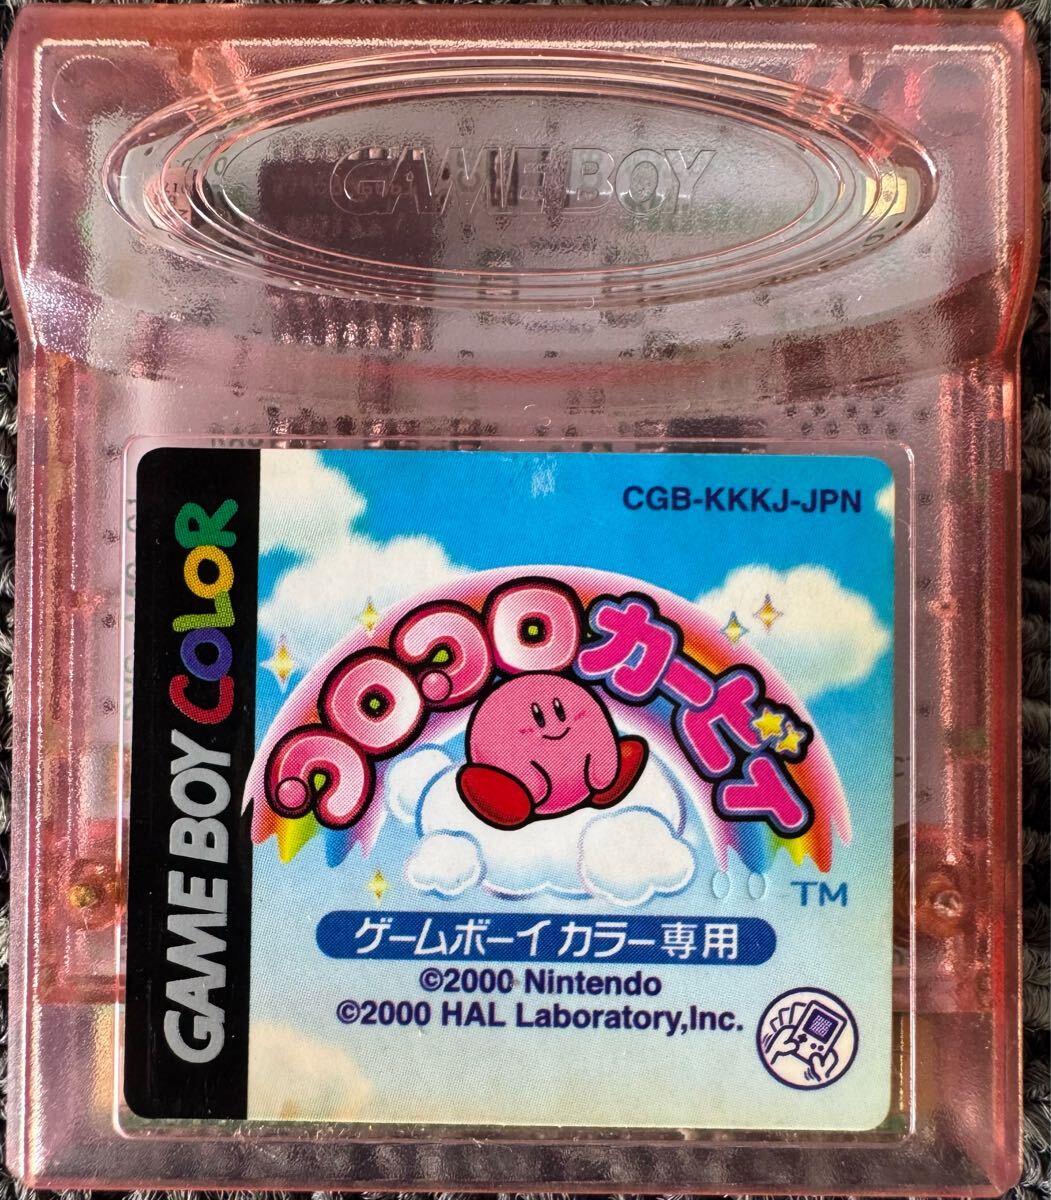 GAME BOY
GAME BOY COLOR
CGB-KKKJ-JPN
コロコロカービィ
00
TM
ゲームボーイカラー専用
©2000 Nintendo
©2000 HAL Laboratory,Inc.